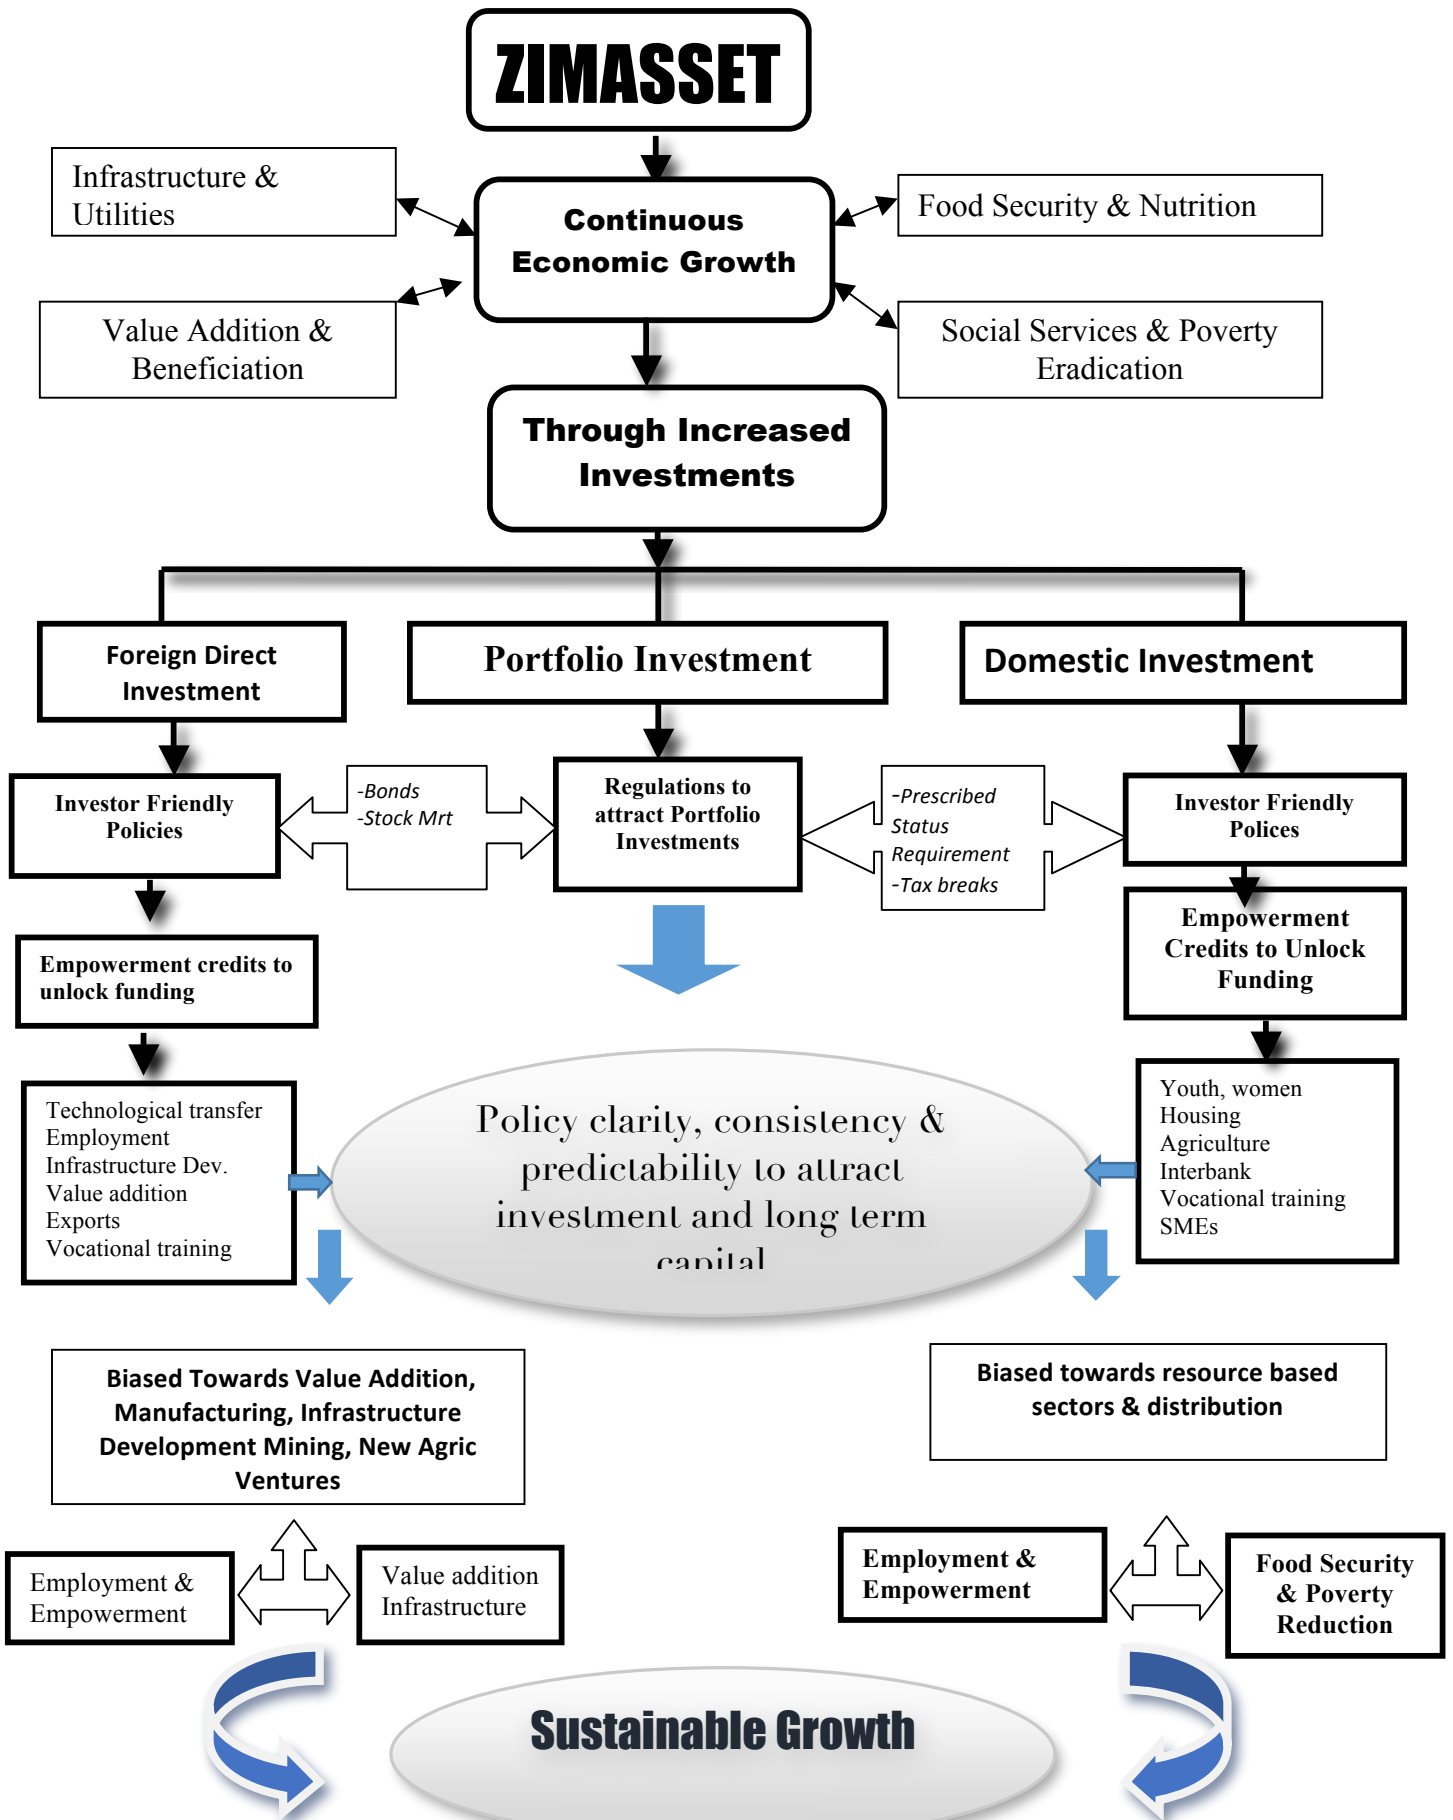 ZIMASSET
Infrastructure &
Utilities
Continuous
Economic Growth
Food Security & Nutrition
Value Addition &
Beneficiation
Social Services & Poverty
Eradication
Through Increased
Investments
Foreign Direct
Investment
Portfolio Investment
Domestic Investment
Investor Friendly
Policies
-Bonds
-Stock Mrt
Regulations to
attract Portfolio
Investments
-Prescribed
Status
Requirement
-Tax breaks
Investor Friendly
Polices
Empowerment credits to
unlock funding
Empowerment
Credits to Unlock
Funding
Technological transfer
Employment
Infrastructure Dev.
Value addition
Exports
Vocational training
Policy clarity, consistency &
predictability to attract
investment and long term
capital
Youth, women
Housing
Agriculture
Interbank
Vocational training
SMEs
Biased Towards Value Addition,
Manufacturing, Infrastructure
Development Mining, New Agric
Ventures
Biased towards resource based
sectors & distribution
Employment &
Empowerment
Value addition
Infrastructure
Employment &
Empowerment
Food Security
& Poverty
Reduction
Sustainable Growth